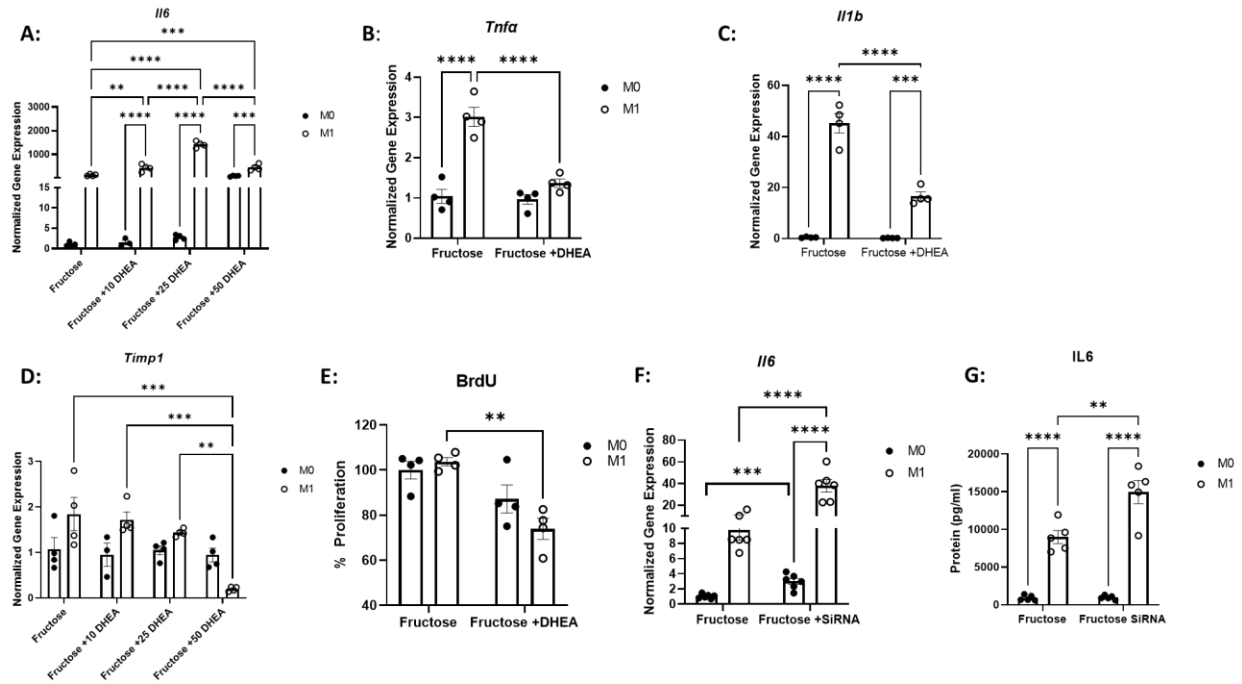 A:
Il6
***
****
**
****
****
****
****
***
Normalized Gene Expression
3000
2000
1000
15
10
5
0
Fructose
Fructose +10 DHEA
Fructose +25 DHEA
Fructose +50 DHEA
M0
M1
B:
Tnfα
****
****
Normalized Gene Expression
4
3
2
1
0
Fructose
Fructose +DHEA
M0
M1
C:
Il1b
****
****
***
Normalized Gene Expression
60
40
20
0
Fructose
Fructose +DHEA
M0
M1
D:
Timp1
***
***
**
Normalized Gene Expression
3
2
1
0
Fructose
Fructose +10 DHEA
Fructose +25 DHEA
Fructose +50 DHEA
M0
M1
E:
BrdU
**
% Proliferation
120
100
80
60
40
Fructose
Fructose +DHEA
M0
M1
F:
Il6
****
****
***
Normalized Gene Expression
80
60
40
20
10
8
6
4
2
0
Fructose
Fructose +SiRNA
M0
M1
G:
IL6
**
****
****
Protein (pg/ml)
20000
15000
10000
5000
0
Fructose
Fructose SiRNA
M0
M1